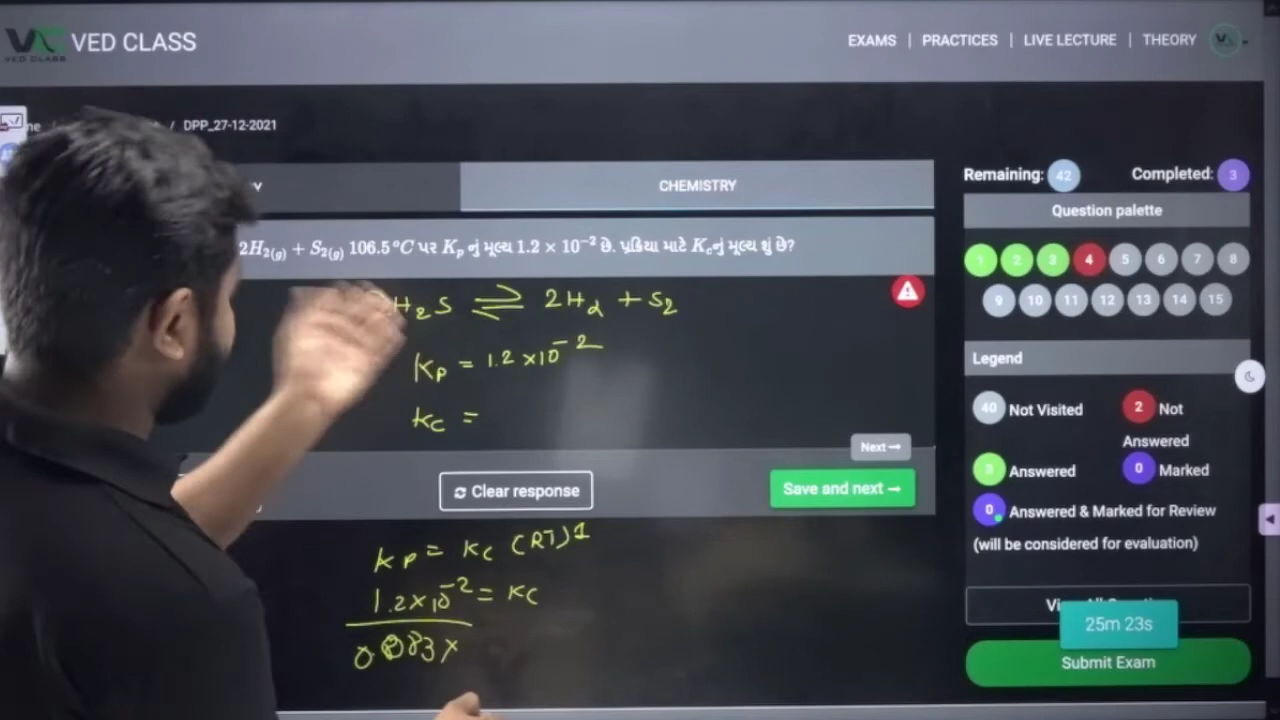 VED CLASS
VED CLASS
EXAMS | PRACTICES | LIVE LECTURE | THEORY
/ DPP_27-12-2021
CHEMISTRY
2H₂(g) + S₂(g) 106.5°C પર Kp નું મૂલ્ય 1.2 × 10⁻² છે. પ્રક્રિયા માટે Kcનું મૂલ્ય શું છે?
H₂S ⇌ 2H₂ + S₂
Kp = 1.2 × 10⁻²
Kc =
Next →
Clear response
Save and next →
Kp = Kc (RT)¹
1.2×10⁻² = Kc
Remaining: 42
Completed: 3
Question palette
1 2 3 4 5 6 7 8
9 10 11 12 13 14 15
Legend
40 Not Visited
2 Not Answered
3 Answered
0 Marked
0 Answered & Marked for Review
(will be considered for evaluation)
25m 23s
Submit Exam